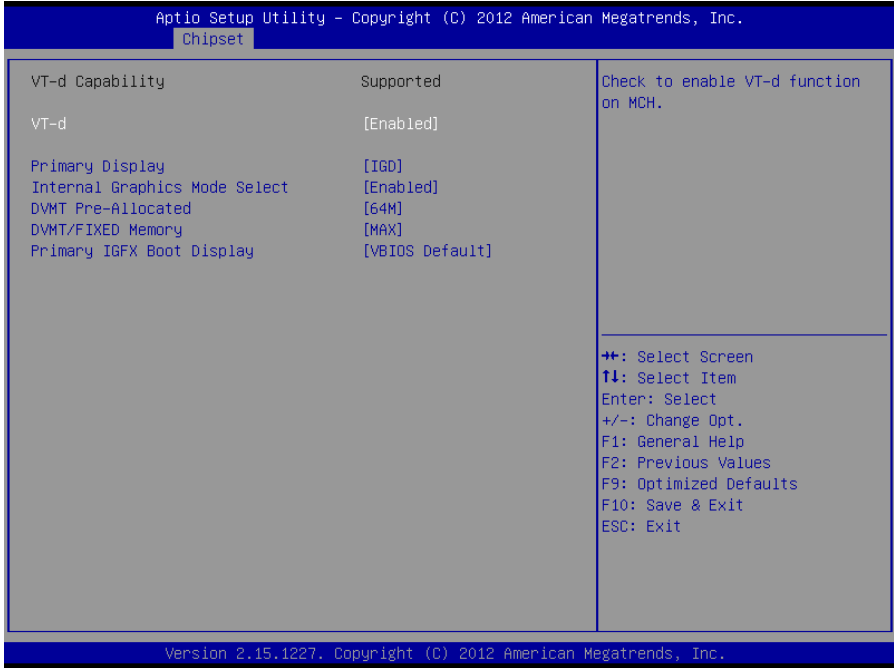 Aptio Setup Utility – Copyright (C) 2012 American Megatrends, Inc.
Chipset
VT-d Capability Supported
VT-d [Enabled]
Primary Display [IGD]
Internal Graphics Mode Select [Enabled]
DVMT Pre-Allocated [64M]
DVMT/FIXED Memory [MAX]
Primary IGFX Boot Display [VBIOS Default]
Check to enable VT-d function
on MCH.
→←: Select Screen
↑↓: Select Item
Enter: Select
+/-: Change Opt.
F1: General Help
F2: Previous Values
F9: Optimized Defaults
F10: Save & Exit
ESC: Exit
Version 2.15.1227. Copyright (C) 2012 American Megatrends, Inc.